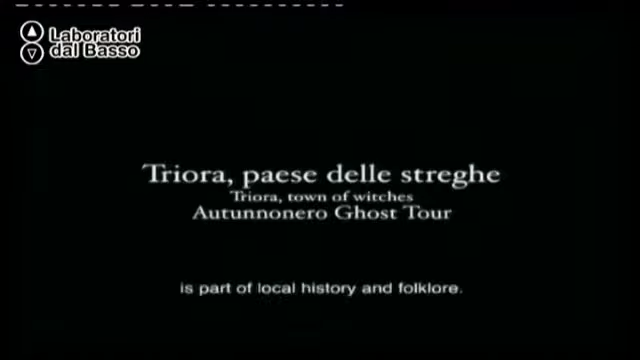 Laboratori
dal Basso
Triora, paese delle streghe
Triora, town of witches
Autunnonero Ghost Tour
is part of local history and folklore.